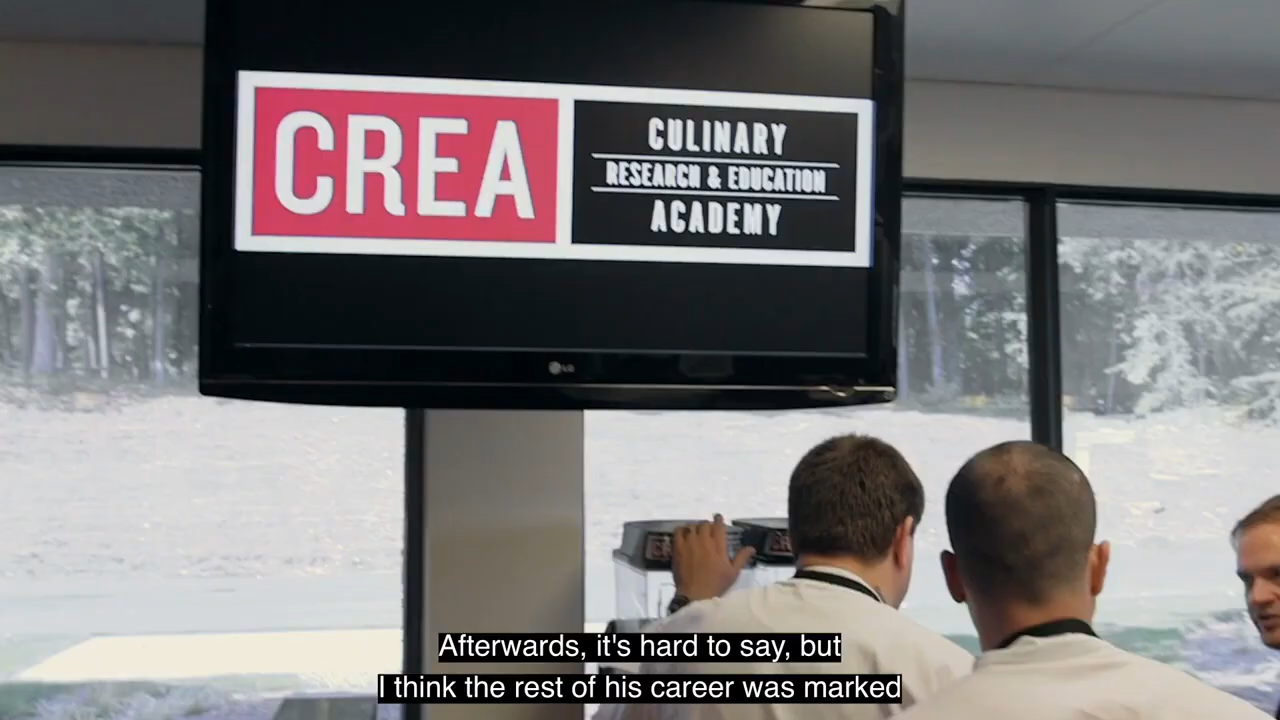 CREA
CULINARY
RESEARCH & EDUCATION
ACADEMY
LG
Afterwards, it's hard to say, but
I think the rest of his career was marked